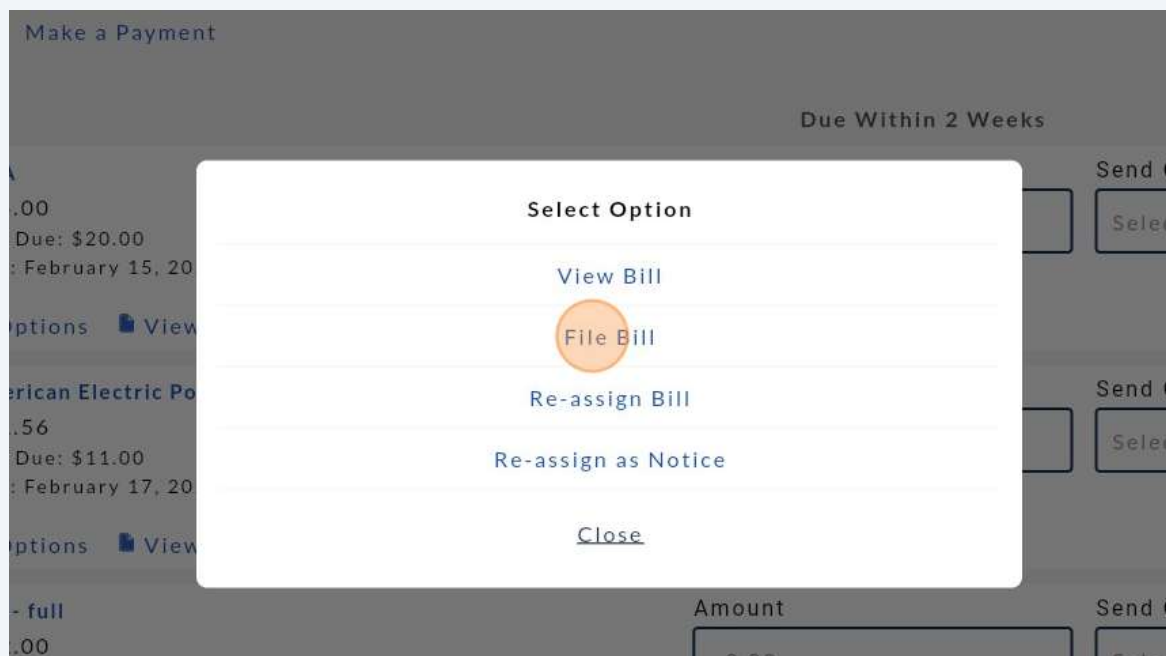 Make a Payment
Due Within 2 Weeks
Select Option
View Bill
File Bill
Re-assign Bill
Re-assign as Notice
Close
.00
Due: $20.00
: February 15, 20
ptions View
Send
erican Electric Po
.56
Due: $11.00
: February 17, 20
ptions View
Send
- full
.00
Amount
Send